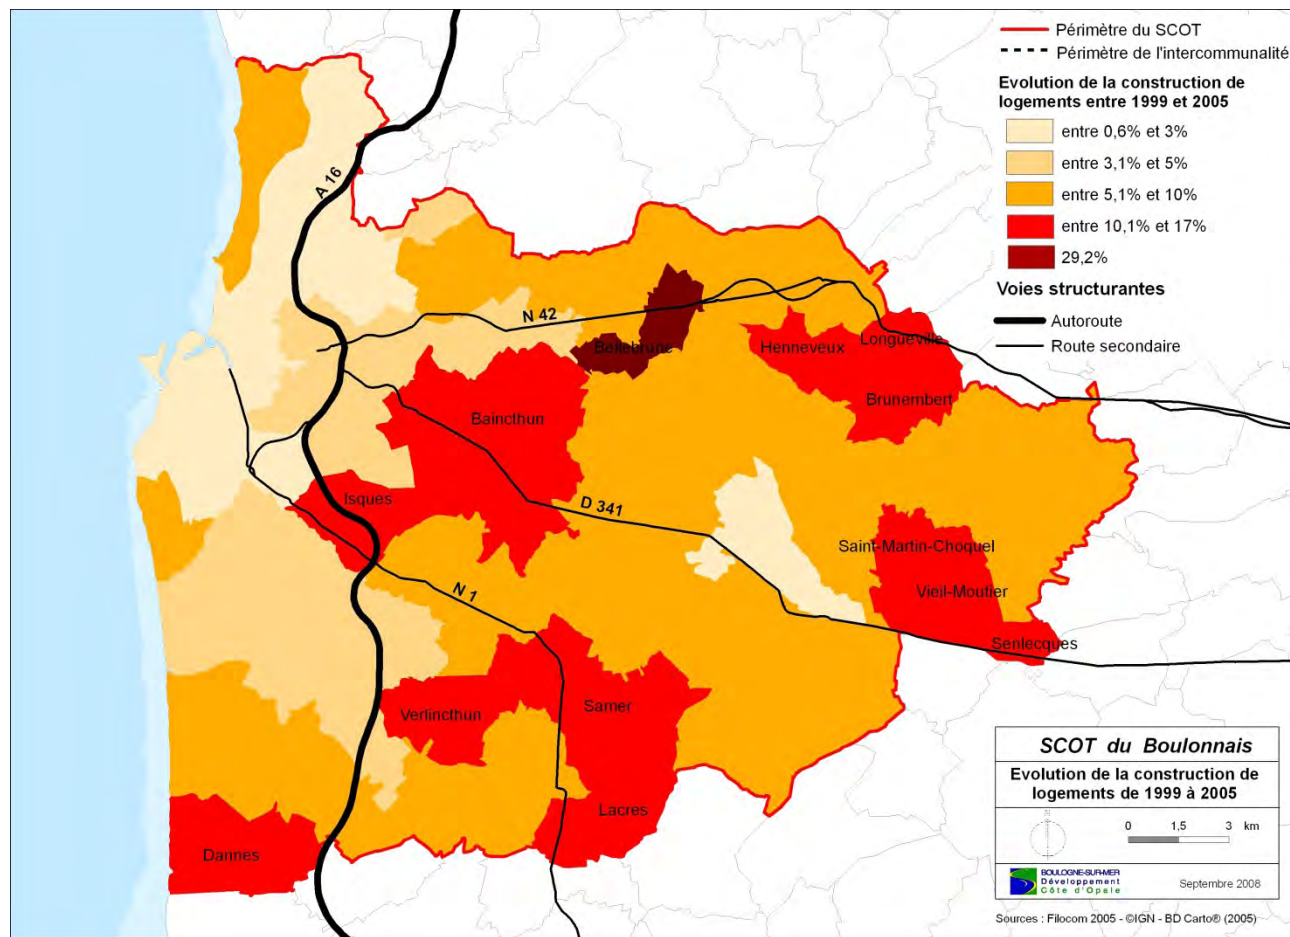 Périmètre du SCOT
Périmètre de l'intercommunalité
Evolution de la construction de
logements entre 1999 et 2005
entre 0,6% et 3%
entre 3,1% et 5%
entre 5,1% et 10%
entre 10,1% et 17%
29,2%
Voies structurantes
Autoroute
Route secondaire
A 16
N 42
Bellebrune
Henneveux
Longueville
Brunembert
Baincthun
Isques
D 341
Saint-Martin-Choquel
Vieil-Moutier
Senlecques
N 1
Verlincthun
Samer
Lacres
Dannes
SCOT du Boulonnais
Evolution de la construction de
logements de 1999 à 2005
N
0 1,5 3 km
BOULOGNE-SUR-MER
Développement
Côte d'Opale
Septembre 2008
Sources : Filocom 2005 - ©IGN - BD Carto® (2005)